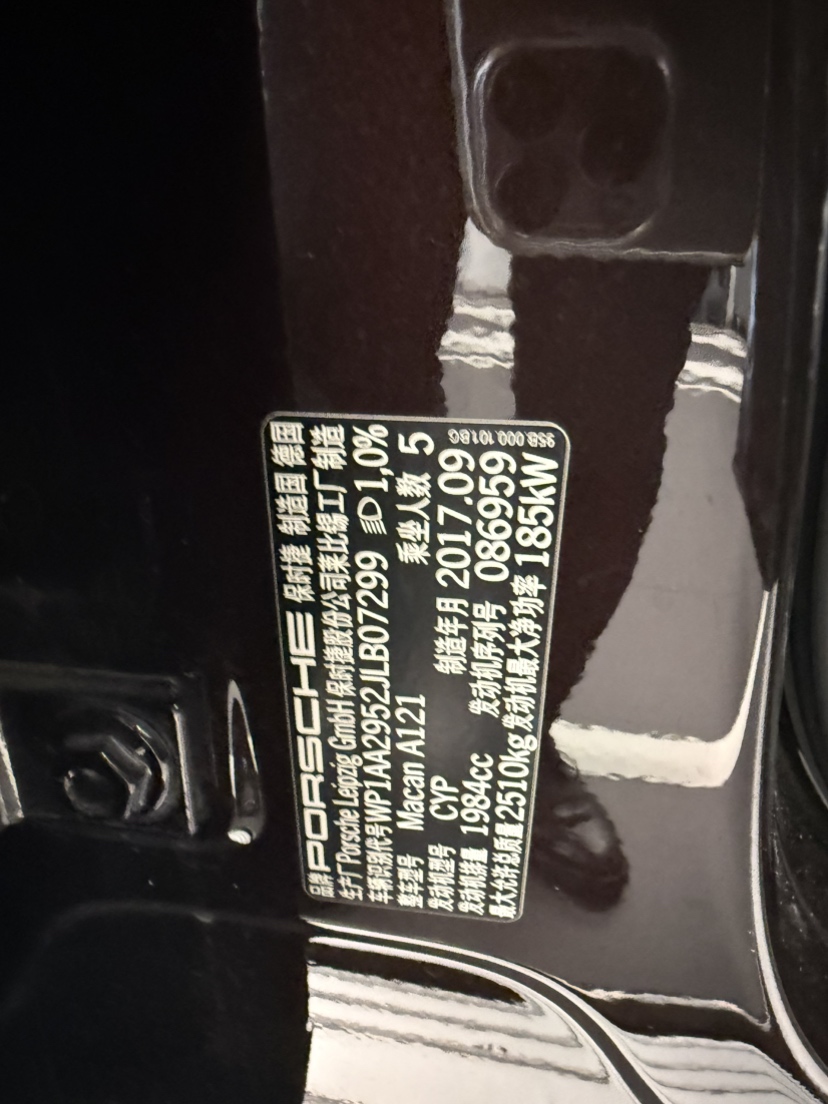 品牌 PORSCHE 保时捷 制造国 德国
生产厂 Porsche Leipzig GmbH 保时捷股份公司莱比锡工厂制造
车辆识别代号 WP1AA2952JLB07299 1,0%
整车型号 Macan A121 乘坐人数 5
发动机型号 CYP 制造年月 2017.09
发动机排量 1984cc 发动机序列号 086959
最大允许总质量 2510kg 发动机最大净功率 185kW
95B.000.101.BG